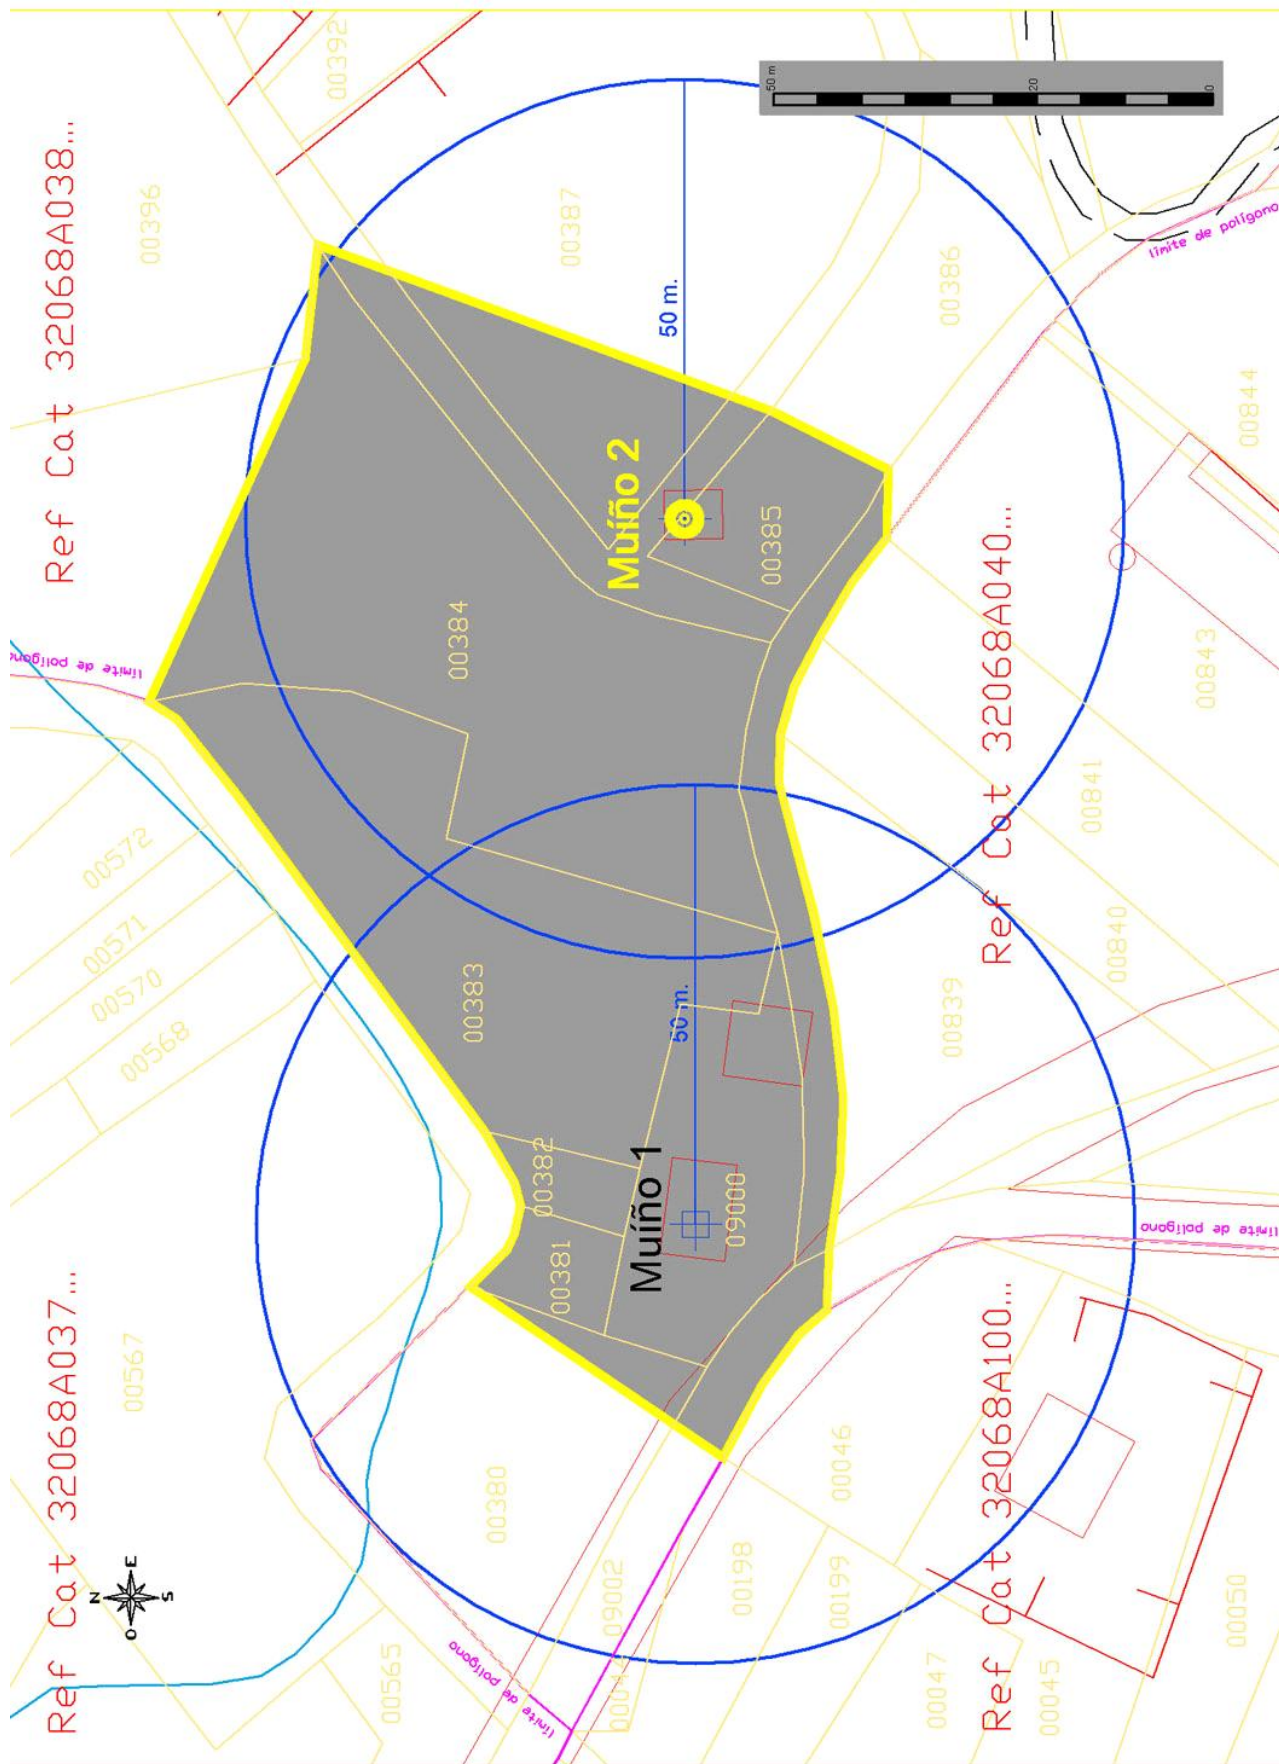 Ref Cat 32068A037...
Ref Cat 32068A038...
límite de polígono
00396
00392
00387
00567
00572
00571
00570
00568
00384
00383
00382
00381
00380
00565
50 m.
50 m.
Muíño 2
Muíño 1
00385
00386
09000
límite de polígono
50 m
20
0
límite de polígono
límite de polígono
09002
00198
00199
00046
00047
00045
00050
00839
00840
00841
00843
00844
Ref Cat 32068A100...
Ref Cat 32068A040...
N
O
E
S